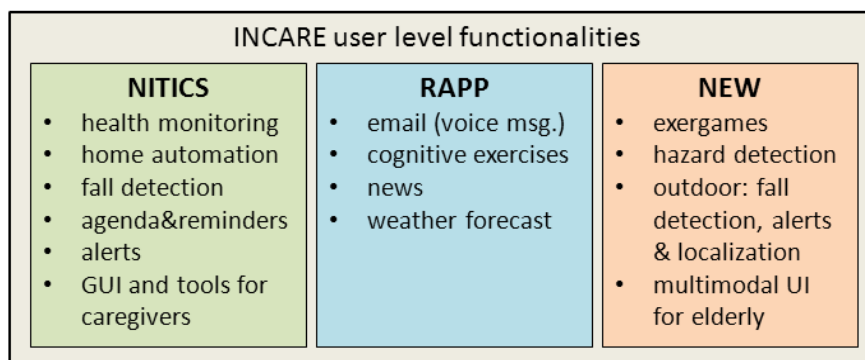 INCARE user level functionalities
NITICS
• health monitoring
• home automation
• fall detection
• agenda&reminders
• alerts
• GUI and tools for
caregivers
RAPP
• email (voice msg.)
• cognitive exercises
• news
• weather forecast
NEW
• exergames
• hazard detection
• outdoor: fall
detection, alerts
& localization
• multimodal UI
for elderly